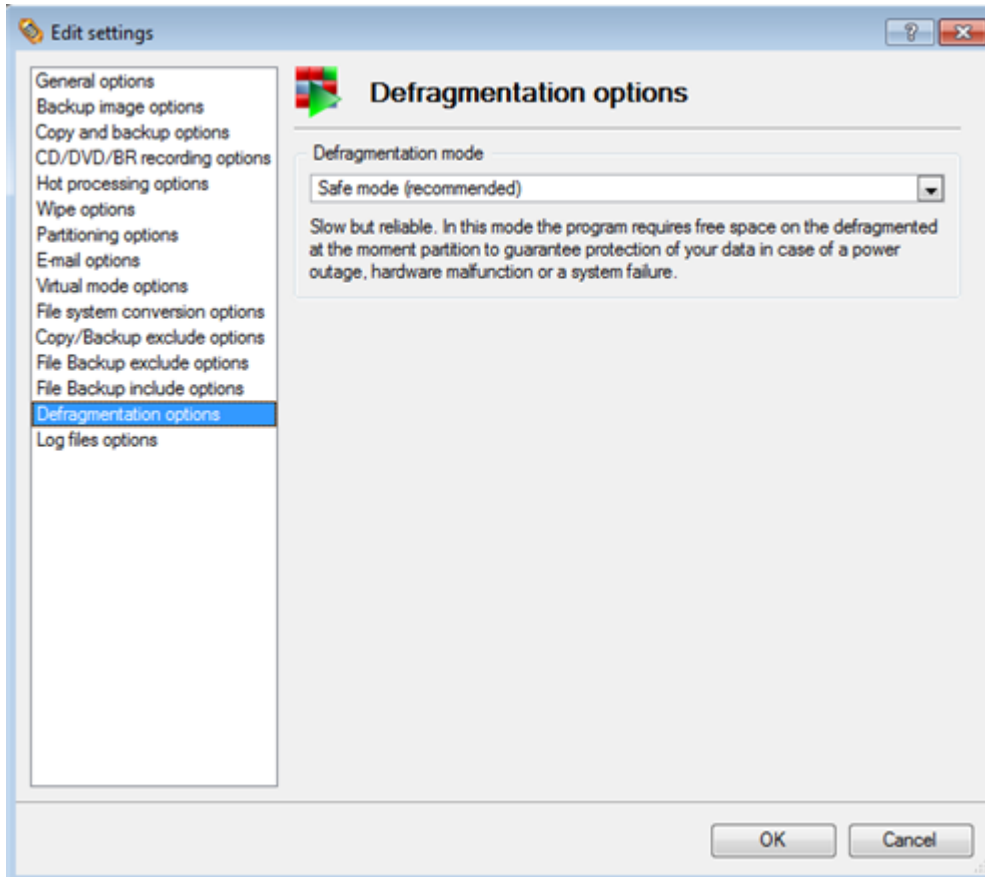 Edit settings
General options
Backup image options
Copy and backup options
CD/DVD/BR recording options
Hot processing options
Wipe options
Partitioning options
E-mail options
Virtual mode options
File system conversion options
Copy/Backup exclude options
File Backup exclude options
File Backup include options
Defragmentation options
Log files options
Defragmentation options
Defragmentation mode
Safe mode (recommended)
Slow but reliable. In this mode the program requires free space on the defragmented
at the moment partition to guarantee protection of your data in case of a power
outage, hardware malfunction or a system failure.
OK
Cancel